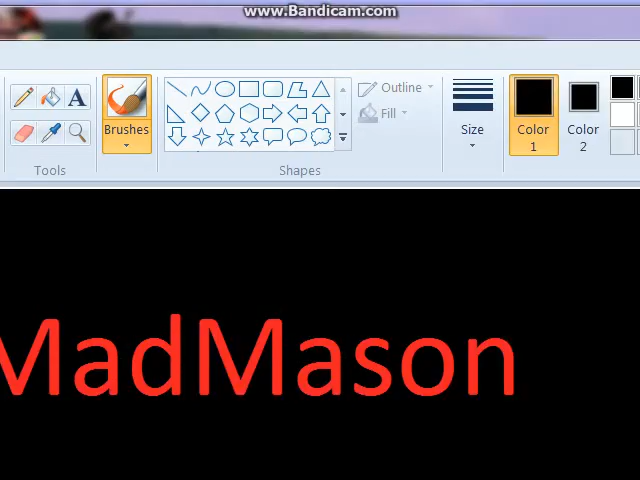 www.Bandicam.com
A
Brushes
Outline
Fill
Size
Color
1
Color
2
Tools
Shapes
MadMason